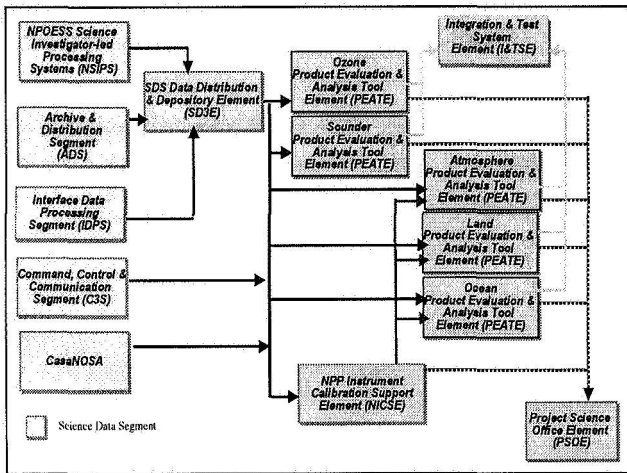 NPOESS Science
Investigator-led
Processing
Systems (NSIPS)
Archive &
Distribution
Segment
(ADS)
Interface Data
Processing
Segment (IDPS)
Command, Control &
Communication
Segment (C3S)
CasaNOSA
SDS Data Distribution
& Depository Element
(SD3E)
Ozone
Product Evaluation &
Analysis Tool
Element (PEATE)
Sounder
Product Evaluation &
Analysis Tool
Element (PEATE)
Integration & Test
System
Element (I&TSE)
Atmosphere
Product Evaluation &
Analysis Tool
Element (PEATE)
Land
Product Evaluation &
Analysis Tool
Element (PEATE)
Ocean
Product Evaluation &
Analysis Tool
Element (PEATE)
NPP Instrument
Calibration Support
Element (NICSE)
Project Science
Office Element
(PSOE)
Science Data Segment